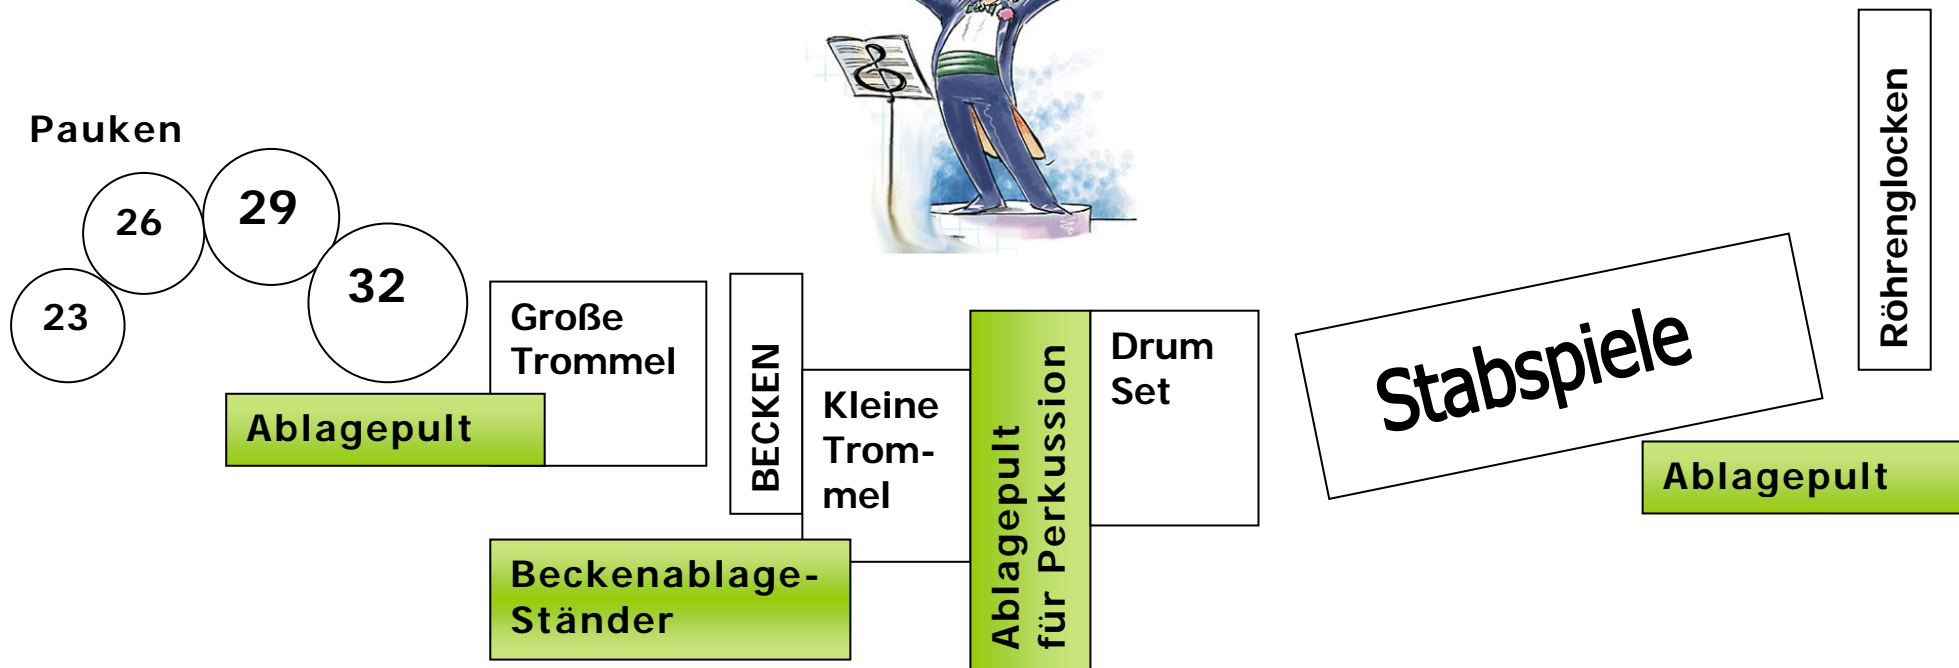 Pauken
23
26
29
32
Ablagepult
Große
Trommel
BECKEN
Beckenablage-
Ständer
Kleine
Trom-
mel
Ablagepult
für Perkussion
Drum
Set
Stabspiele
Ablagepult
Röhrenglocken